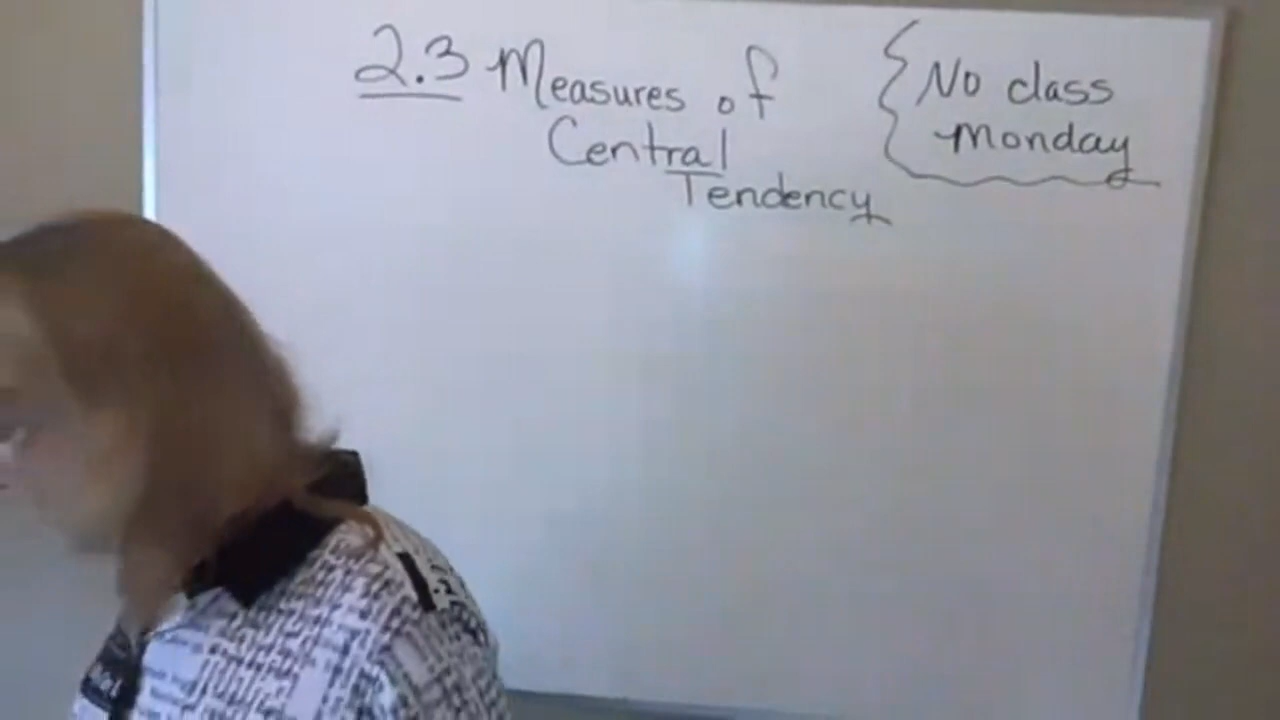 2.3 Measures of
Central
Tendency
No class
Monday